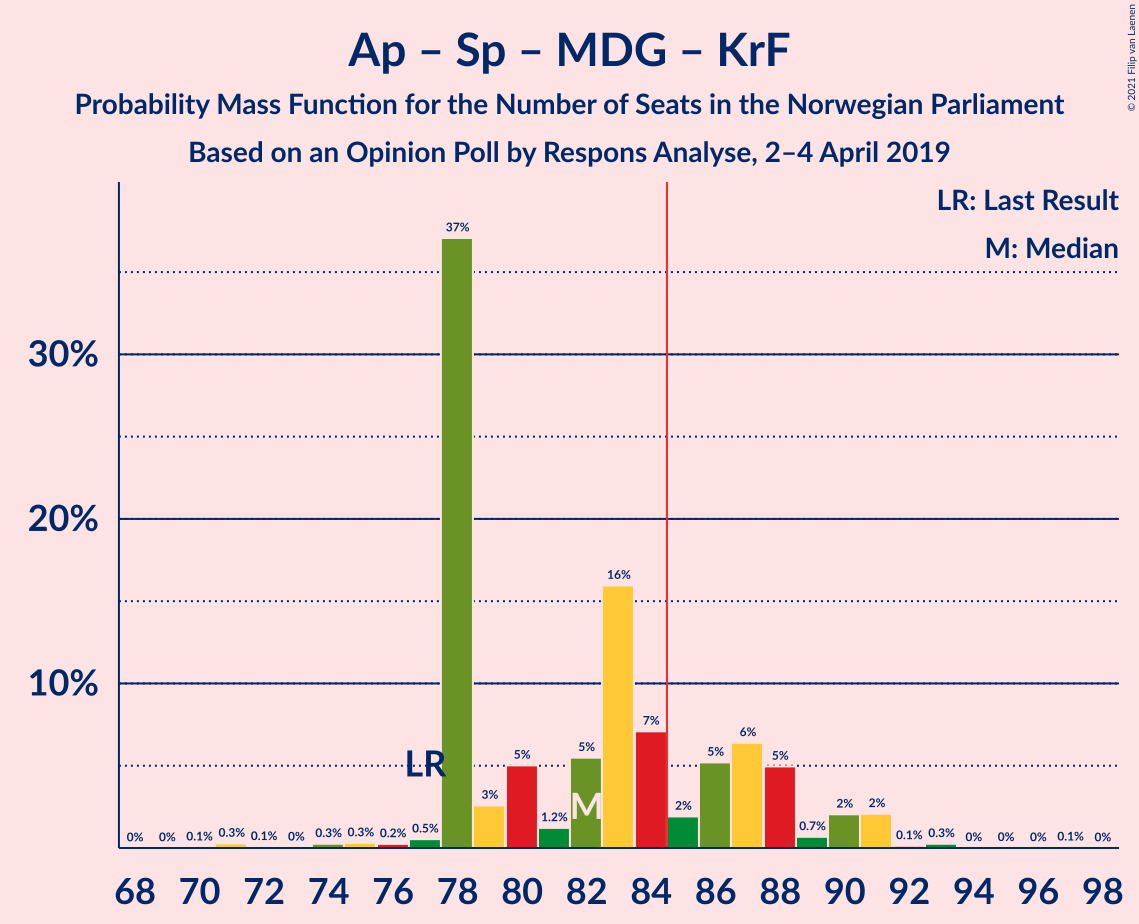 Ap – Sp – MDG – KrF
Probability Mass Function for the Number of Seats in the Norwegian Parliament
Based on an Opinion Poll by Respons Analyse, 2–4 April 2019
© 2021 Filip van Laenen
LR: Last Result
M: Median
30%
20%
10%
0% 0% 0.1% 0.3% 0.1% 0% 0.3% 0.3% 0.2% 0.5% 37% 3% 5% 1.2% 5% 16% 7% 2% 5% 6% 5% 0.7% 2% 2% 0.1% 0.3% 0% 0% 0% 0.1% 0%
LR
M
68 70 72 74 76 78 80 82 84 86 88 90 92 94 96 98